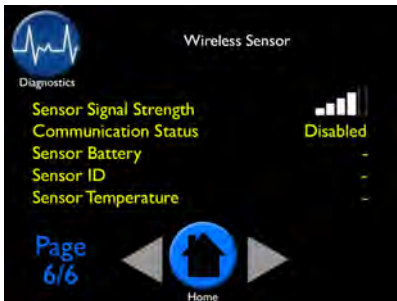 Wireless Sensor
Diagnostics
Sensor Signal Strength
Communication Status Disabled
Sensor Battery -
Sensor ID -
Sensor Temperature -
Page
6/6
Home